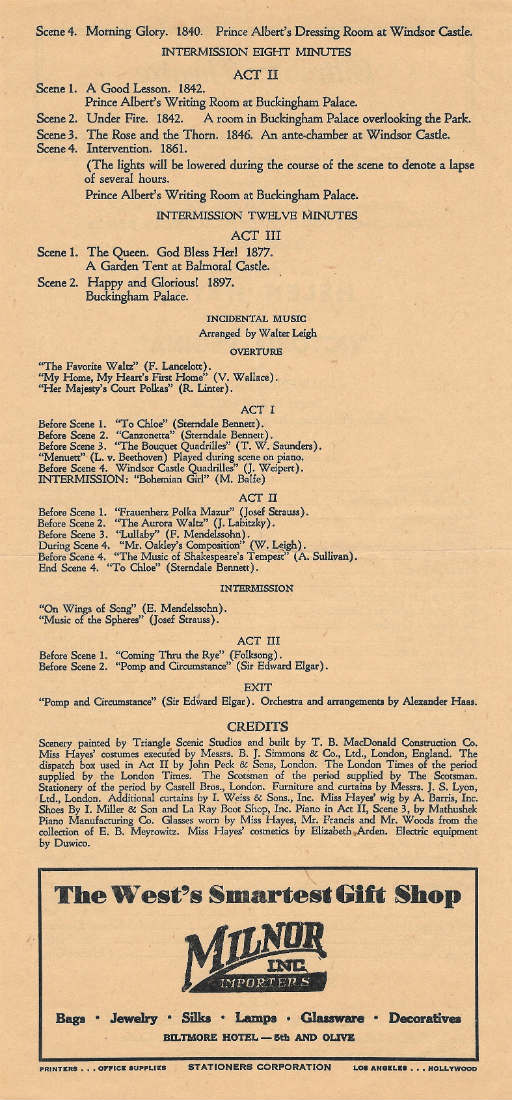 Scene 4. Morning Glory. 1840. Prince Albert's Dressing Room at Windsor Castle.
INTERMISSION EIGHT MINUTES
ACT II
Scene 1. A Good Lesson. 1842.
Prince Albert's Writing Room at Buckingham Palace.
Scene 2. Under Fire. 1842. A room in Buckingham Palace overlooking the Park.
Scene 3. The Rose and the Thorn. 1846. An ante-chamber at Windsor Castle.
Scene 4. Intervention. 1861.
(The lights will be lowered during the course of the scene to denote a lapse
of several hours.
Prince Albert's Writing Room at Buckingham Palace.
INTERMISSION TWELVE MINUTES
ACT III
Scene 1. The Queen. God Bless Her! 1877.
A Garden Tent at Balmoral Castle.
Scene 2. Happy and Glorious! 1897.
Buckingham Palace.
INCIDENTAL MUSIC
Arranged by Walter Leigh
OVERTURE
"The Favorite Waltz" (F. Lancelott).
"My Home, My Heart's First Home" (V. Wallace).
"Her Majesty's Court Polkas" (R. Linter).
ACT I
Before Scene 1. "To Chloe" (Sterndale Bennett).
Before Scene 2. "Canzonetta" (Sterndale Bennett).
Before Scene 3. "The Bouquet Quadrilles" (T. W. Saunders).
"Menuett" (L. v. Beethoven) Played during scene on piano.
Before Scene 4. Windsor Castle Quadrilles" (J. Weipert).
INTERMISSION: "Bohemian Girl" (M. Balfe)
ACT II
Before Scene 1. "Frauenherz Polka Mazur" (Josef Strauss).
Before Scene 2. "The Aurora Waltz" (J. Labitzky).
Before Scene 3. "Lullaby" (F. Mendelssohn).
During Scene 4. "Mr. Oakley's Composition" (W. Leigh).
Before Scene 4. "The Music of Shakespeare's Tempest" (A. Sullivan).
End Scene 4. "To Chloe" (Sterndale Bennett).
INTERMISSION
"On Wings of Song" (E. Mendelssohn).
"Music of the Spheres" (Josef Strauss).
ACT III
Before Scene 1. "Coming Thru the Rye" (Folksong).
Before Scene 2. "Pomp and Circumstance" (Sir Edward Elgar).
EXIT
"Pomp and Circumstance" (Sir Edward Elgar). Orchestra and arrangements by Alexander Haas.
CREDITS
Scenery painted by Triangle Scenic Studios and built by T. B. MacDonald Construction Co.
Miss Hayes' costumes executed by Messrs. B. J. Simmons & Co., Ltd., London, England. The
dispatch box used in Act II by John Peck & Sons, London. The London Times of the period
supplied by the London Times. The Scotsmen of the period supplied by The Scotsman.
Stationery of the period by Castell Bros., London. Furniture and curtains by Messrs. J. S. Lyon,
Ltd., London. Additional curtains by I. Weiss & Sons., Inc. Miss Hayes' wig by A. Barris, Inc.
Shoes By I. Miller & Son and La Ray Boot Shop, Inc. Piano in Act II, Scene 3, by Mathushek
Piano Manufacturing Co. Glasses worn by Miss Hayes, Mr. Francis and Mr. Woods from the
collection of E. B. Meyrowitz. Miss Hayes' cosmetics by Elizabeth Arden. Electric equipment
by Duwico.
The West's Smartest Gift Shop
MILNOR
INC.
IMPORTERS
Bags · Jewelry · Silks · Lamps · Glassware · Decoratives
BILTMORE HOTEL — 5th AND OLIVE
PRINTERS . . . OFFICE SUPPLIES STATIONERS CORPORATION LOS ANGELES . . . HOLLYWOOD